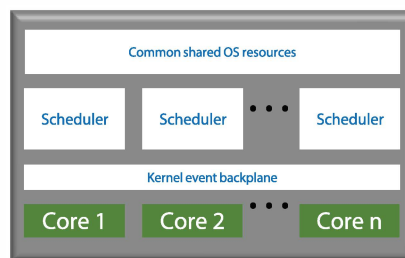 Common shared OS resources
Scheduler Scheduler • • • Scheduler
Kernel event backplane
Core 1 Core 2 • • • Core n